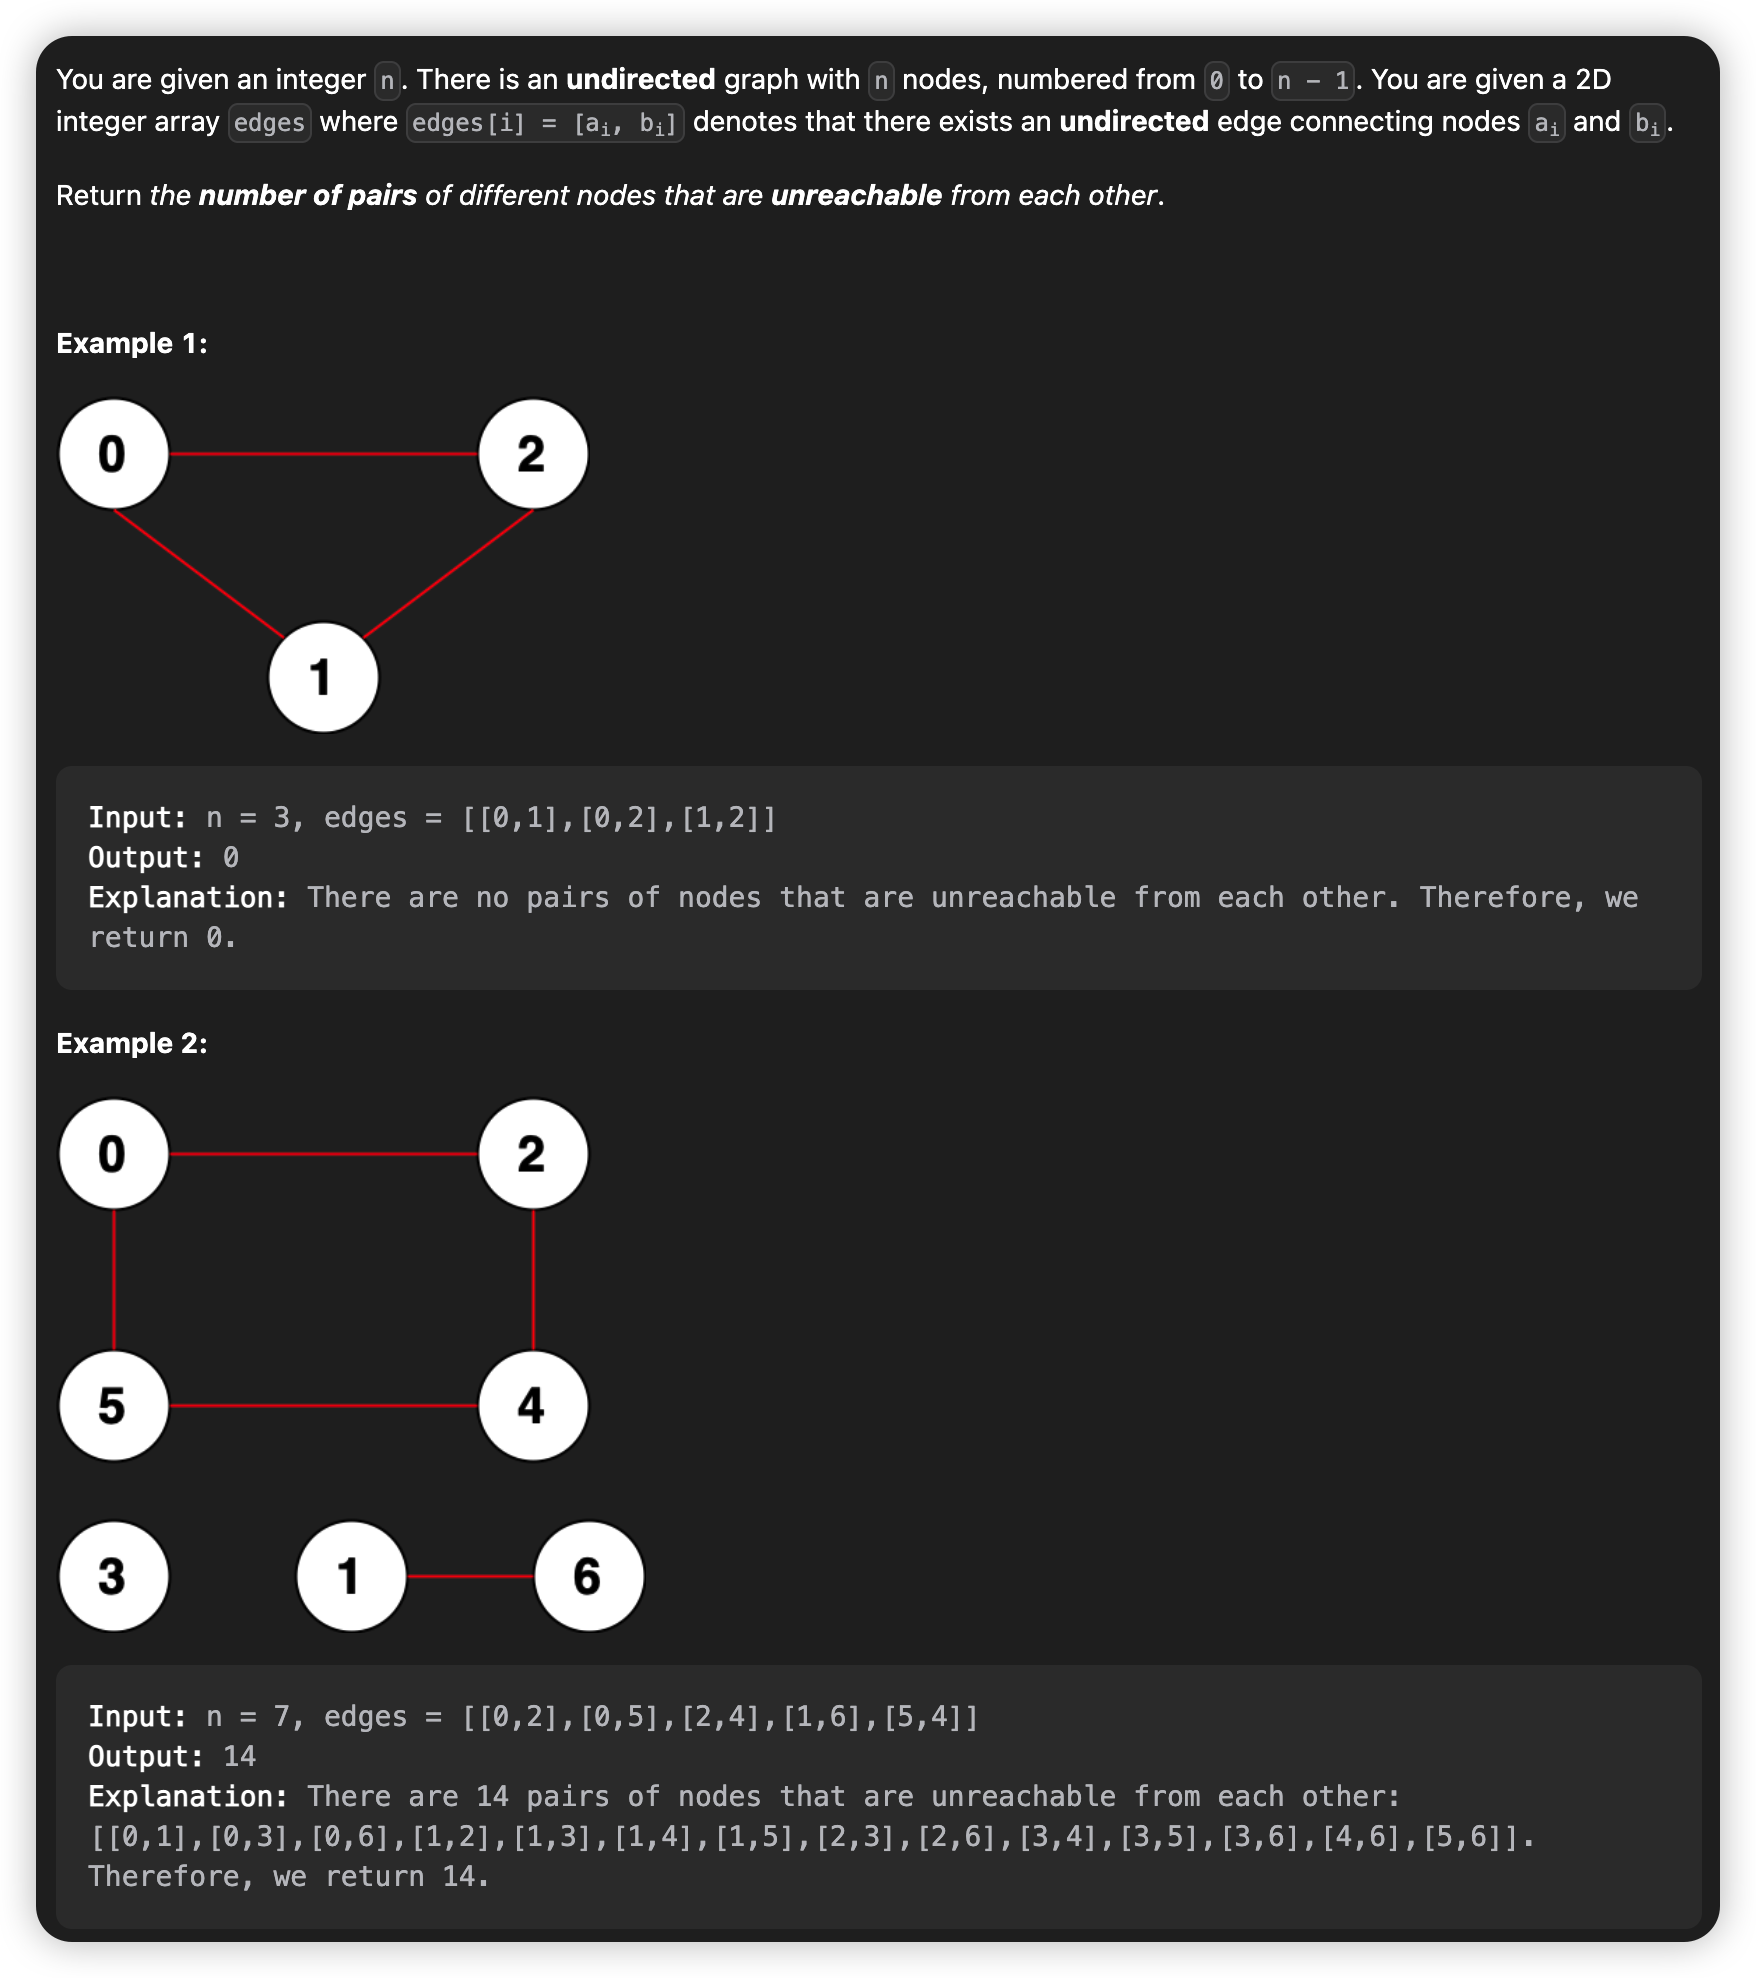 You are given an integer n. There is an undirected graph with n nodes, numbered from 0 to n - 1. You are given a 2D
integer array edges where edges[i] = [aᵢ, bᵢ] denotes that there exists an undirected edge connecting nodes aᵢ and bᵢ.
Return the number of pairs of different nodes that are unreachable from each other.
Example 1:
0
2
1
Input: n = 3, edges = [[0,1],[0,2],[1,2]]
Output: 0
Explanation: There are no pairs of nodes that are unreachable from each other. Therefore, we
return 0.
Example 2:
0
2
5
4
3
1
6
Input: n = 7, edges = [[0,2],[0,5],[2,4],[1,6],[5,4]]
Output: 14
Explanation: There are 14 pairs of nodes that are unreachable from each other:
[[0,1],[0,3],[0,6],[1,2],[1,3],[1,4],[1,5],[2,3],[2,6],[3,4],[3,5],[3,6],[4,6],[5,6]].
Therefore, we return 14.